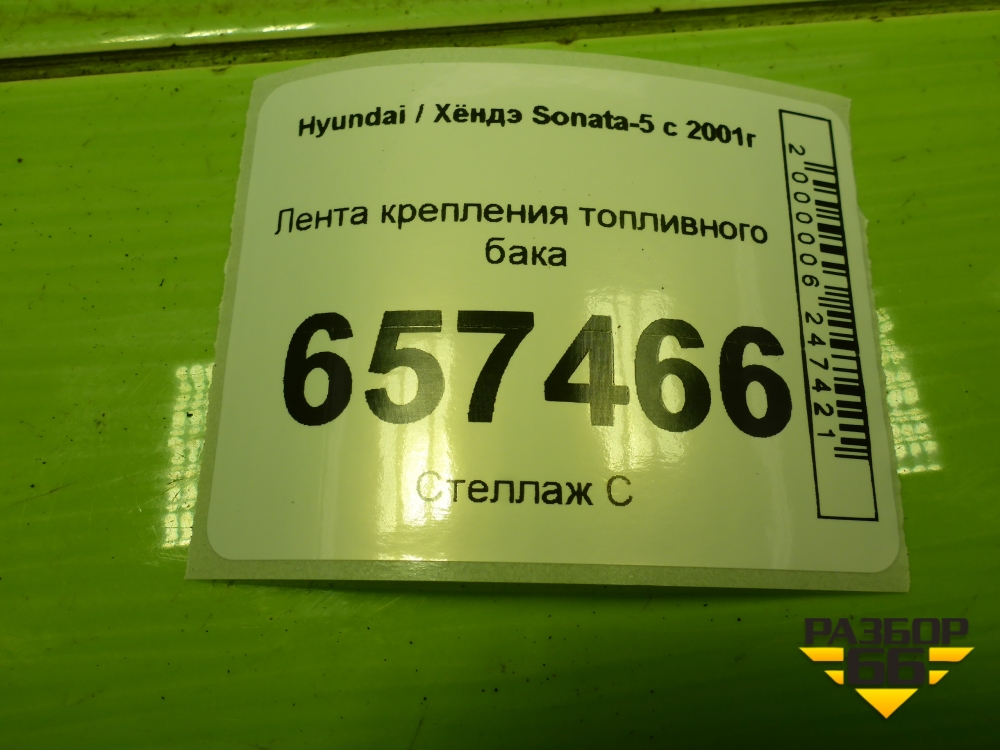 Hyundai / Хёндэ Sonata-5 с 2001г
Лента крепления топливного
бака
657466
Стеллаж С
2000006247421
РАЗБОР
66